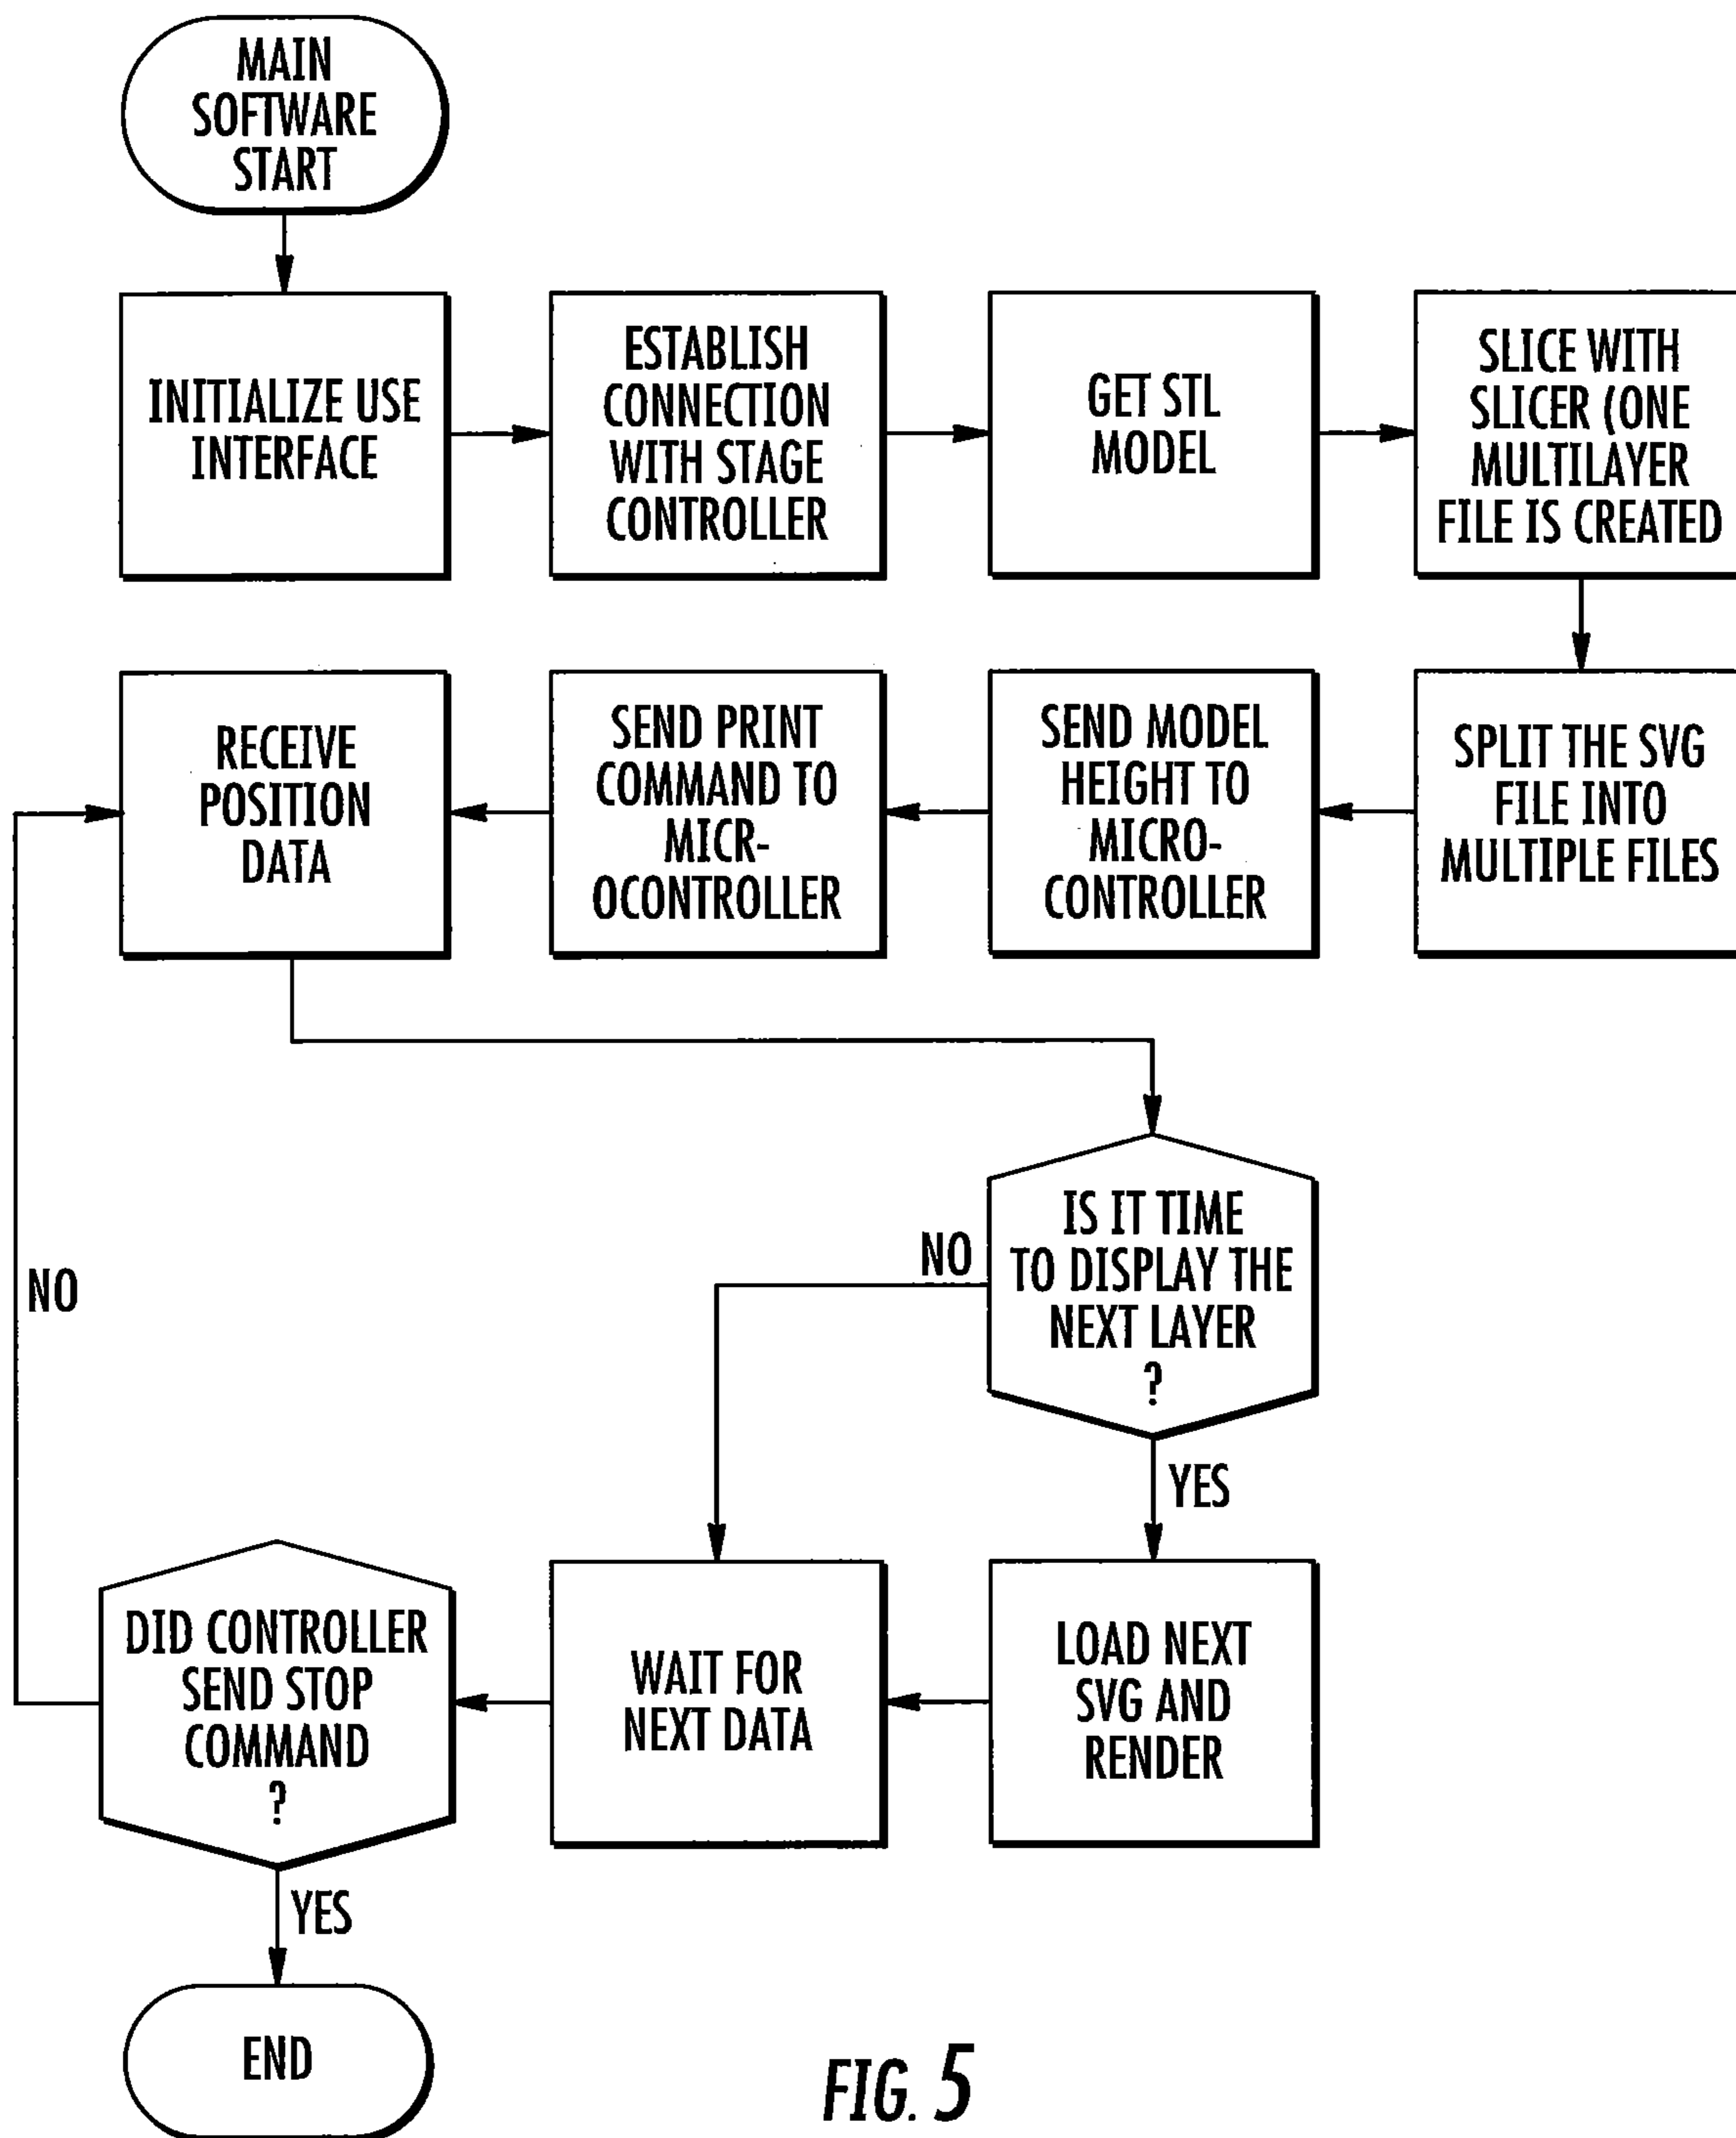 MAIN
SOFTWARE
START
INITIALIZE USE
INTERFACE
ESTABLISH
CONNECTION
WITH STAGE
CONTROLLER
GET STL
MODEL
SLICE WITH
SLICER (ONE
MULTILAYER
FILE IS CREATED
SPLIT THE SVG
FILE INTO
MULTIPLE FILES
SEND MODEL
HEIGHT TO
MICRO-
CONTROLLER
SEND PRINT
COMMAND TO
MICR-
OCONTROLLER
RECEIVE
POSITION
DATA
IS IT TIME
TO DISPLAY THE
NEXT LAYER
?
NO
YES
LOAD NEXT
SVG AND
RENDER
WAIT FOR
NEXT DATA
DID CONTROLLER
SEND STOP
COMMAND
?
NO
YES
END
FIG. 5